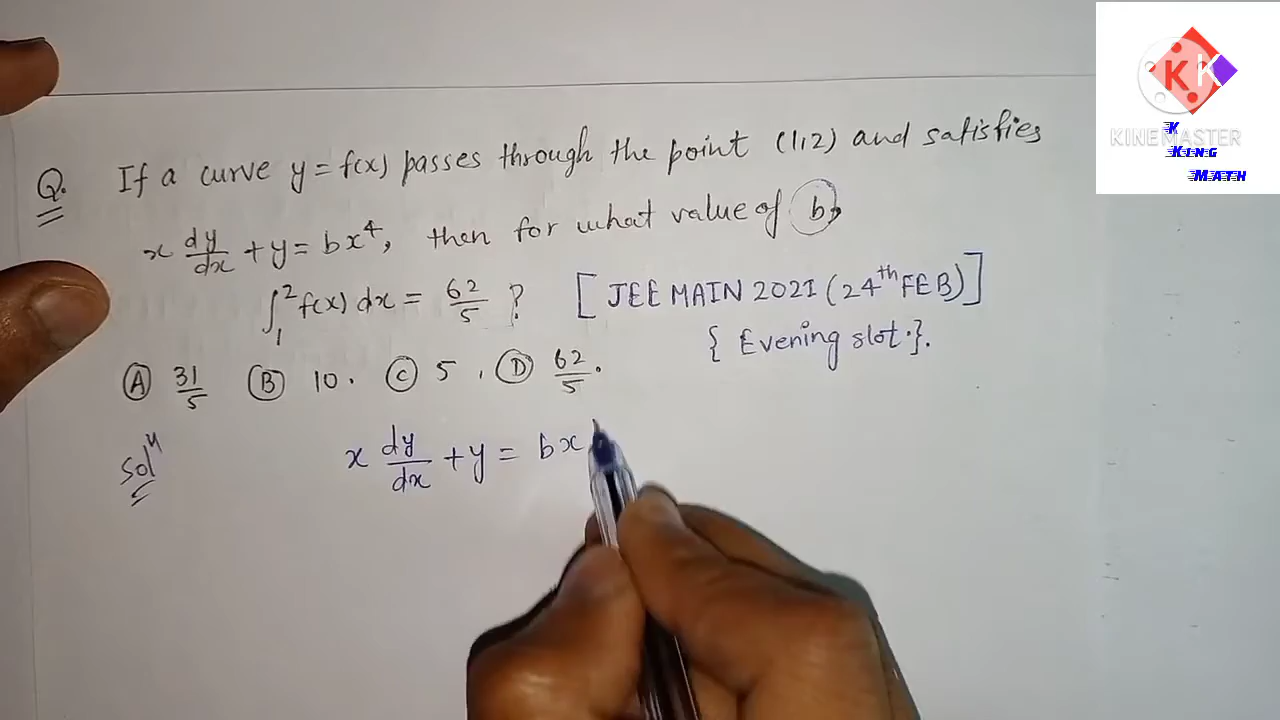 KINEMASTER
K
KING
MATH
Q. If a curve y = f(x) passes through the point (1,2) and satisfies
x dy/dx + y = bx⁴, then for what value of b,
∫₁² f(x) dx = 62/5 ? [JEE MAIN 2021 (24th FEB)]
{ Evening slot.}.
(A) 31/5 (B) 10. (C) 5, (D) 62/5.
Solⁿ x dy/dx + y = bx